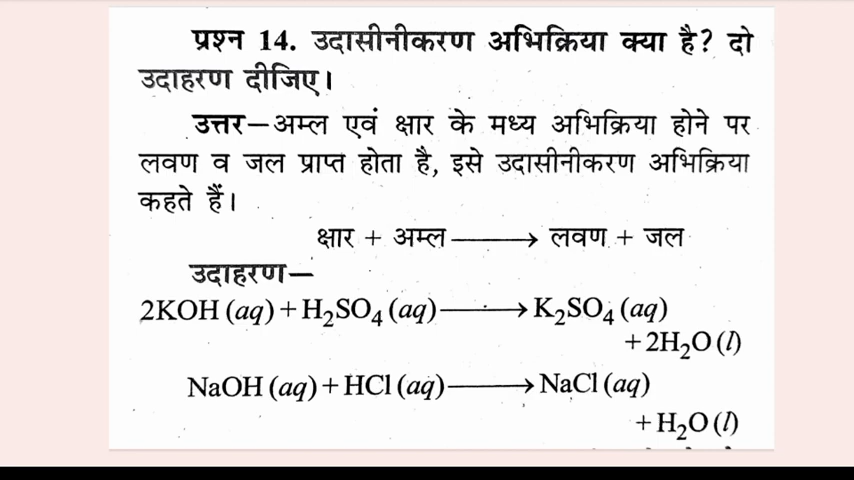 प्रश्न 14. उदासीनीकरण अभिक्रिया क्या है? दो
उदाहरण दीजिए।
उत्तर—अम्ल एवं क्षार के मध्य अभिक्रिया होने पर
लवण व जल प्राप्त होता है, इसे उदासीनीकरण अभिक्रिया
कहते हैं।
क्षार + अम्ल ⟶ लवण + जल
उदाहरण—
2KOH (aq) + H₂SO₄ (aq) ⟶ K₂SO₄ (aq)
+ 2H₂O (l)
NaOH (aq) + HCl (aq) ⟶ NaCl (aq)
+ H₂O (l)